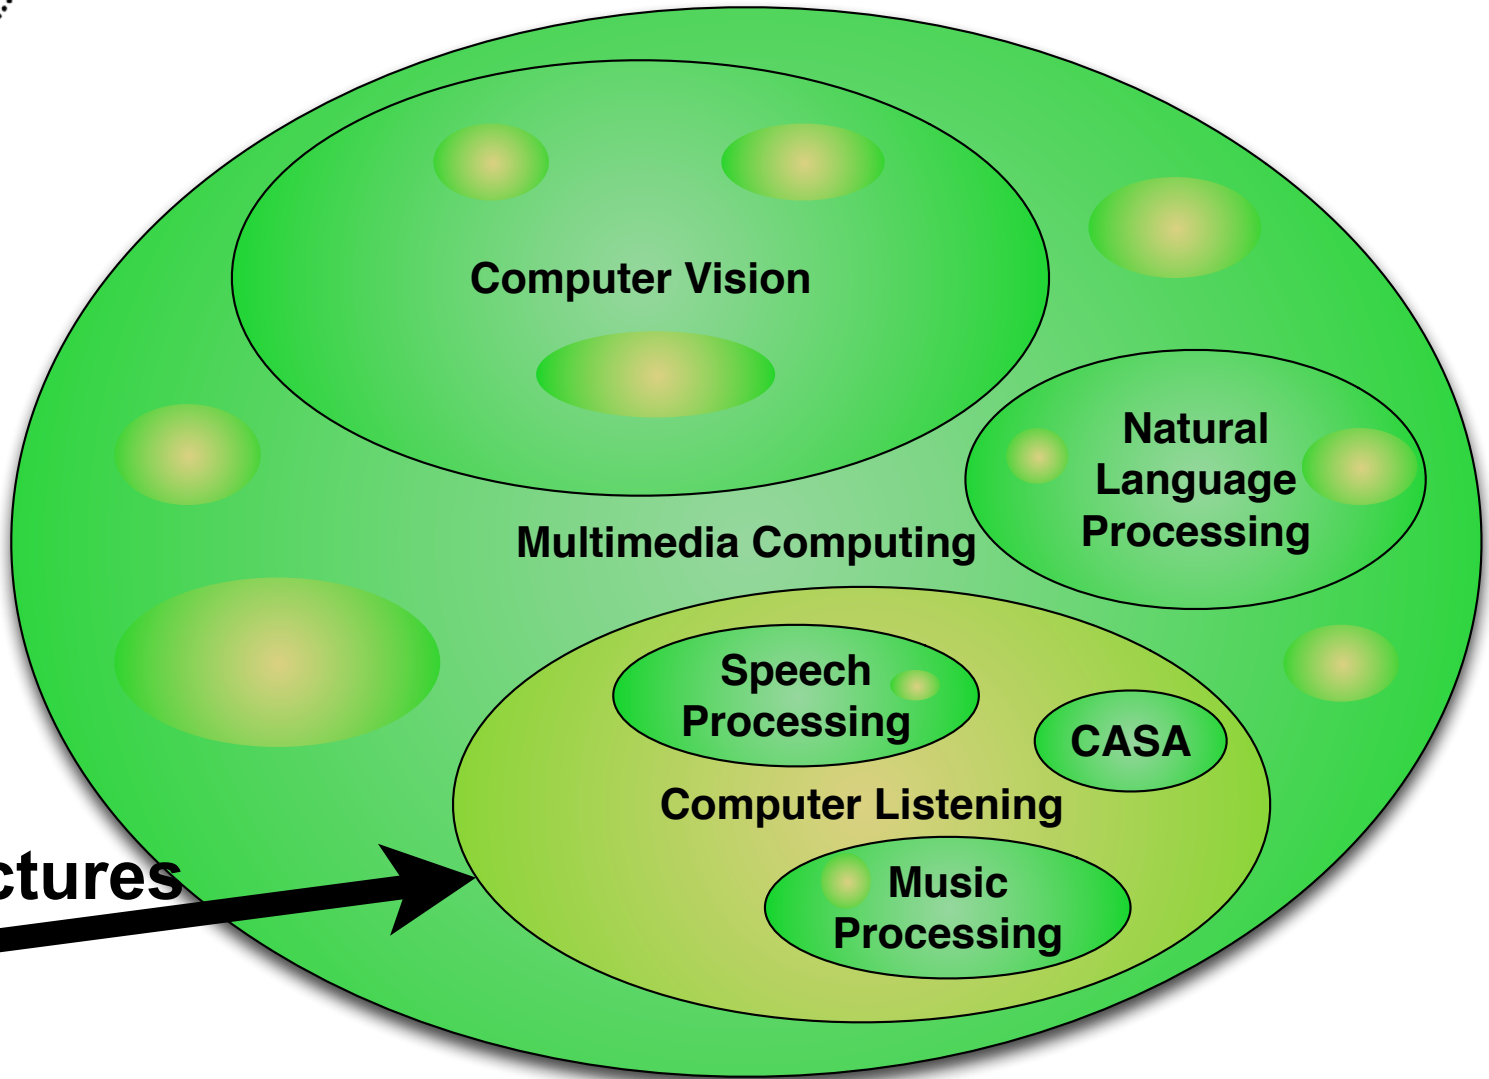 Computer Vision
Natural
Language
Processing
Multimedia Computing
Speech
Processing
CASA
Computer Listening
ctures
Music
Processing